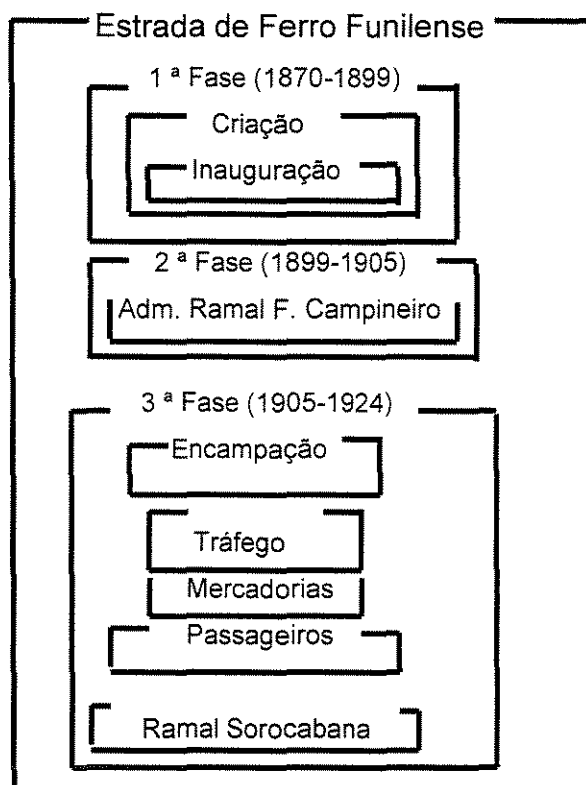 Estrada de Ferro Funilense
1 ª Fase (1870-1899)
Criação
Inauguração
2 ª Fase (1899-1905)
Adm. Ramal F. Campineiro
3 ª Fase (1905-1924)
Encampação
Tráfego
Mercadorias
Passageiros
Ramal Sorocabana